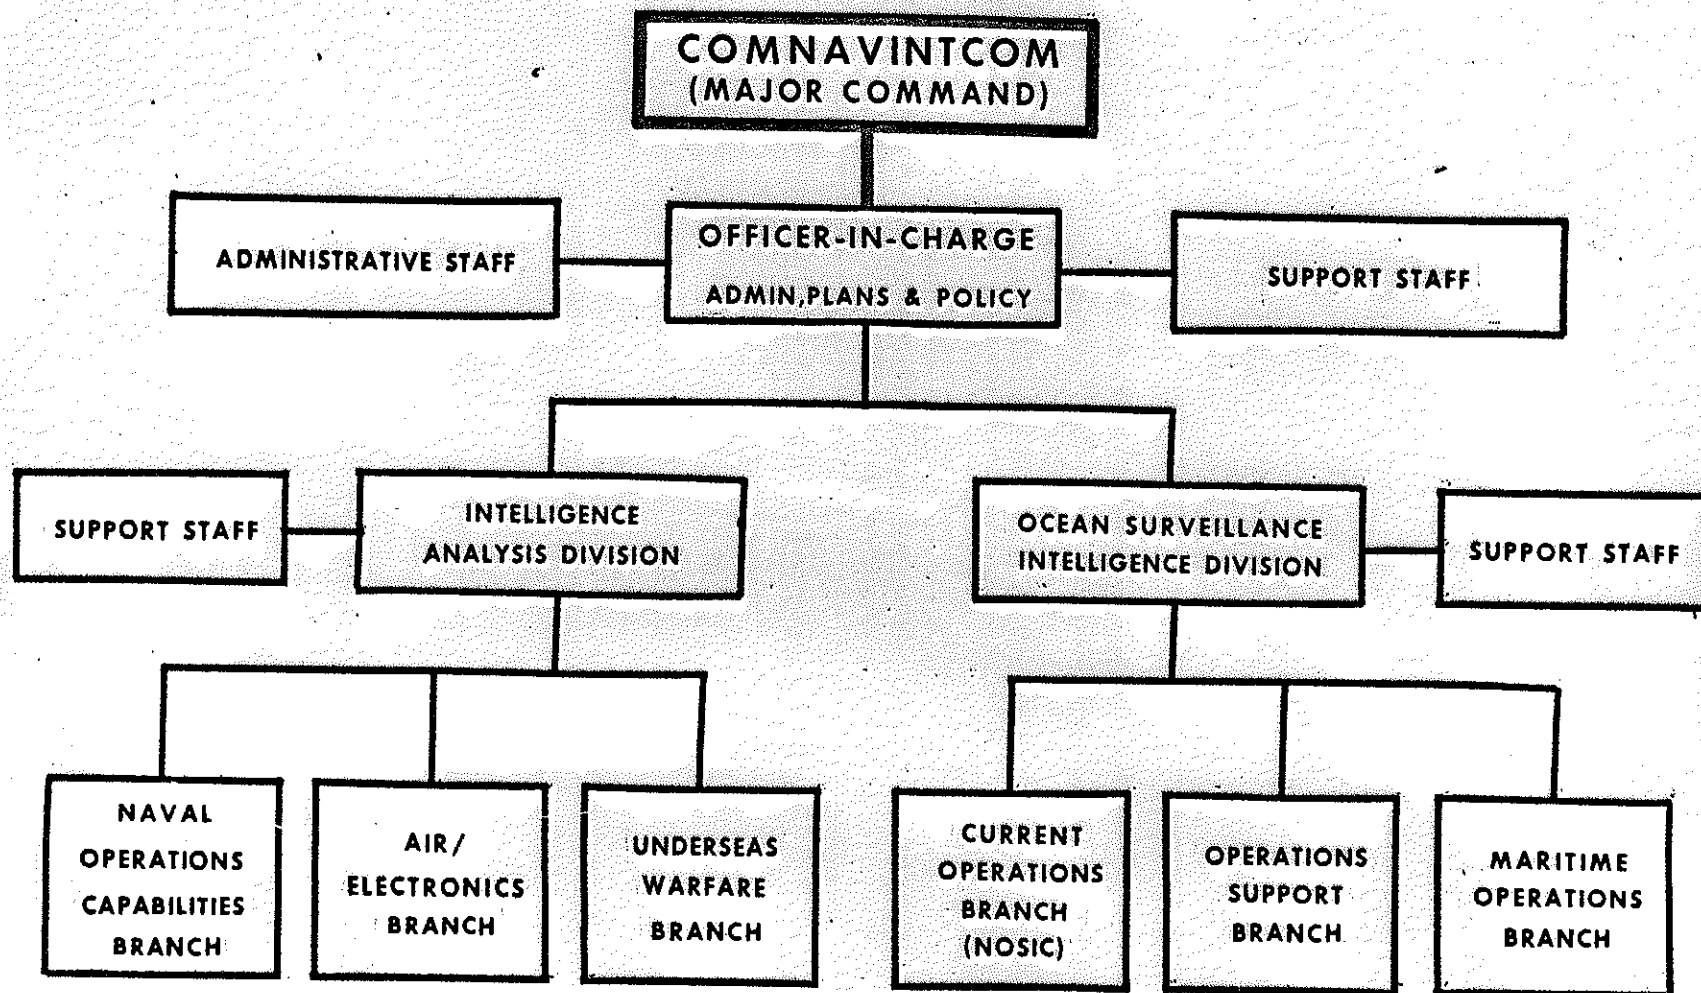 COMNAVINTCOM
(MAJOR COMMAND)
ADMINISTRATIVE STAFF
OFFICER-IN-CHARGE
ADMIN,PLANS & POLICY
SUPPORT STAFF
SUPPORT STAFF
INTELLIGENCE
ANALYSIS DIVISION
OCEAN SURVEILLANCE
INTELLIGENCE DIVISION
SUPPORT STAFF
NAVAL
OPERATIONS
CAPABILITIES
BRANCH
AIR/
ELECTRONICS
BRANCH
UNDERSEAS
WARFARE
BRANCH
CURRENT
OPERATIONS
BRANCH
(NOSIC)
OPERATIONS
SUPPORT
BRANCH
MARITIME
OPERATIONS
BRANCH